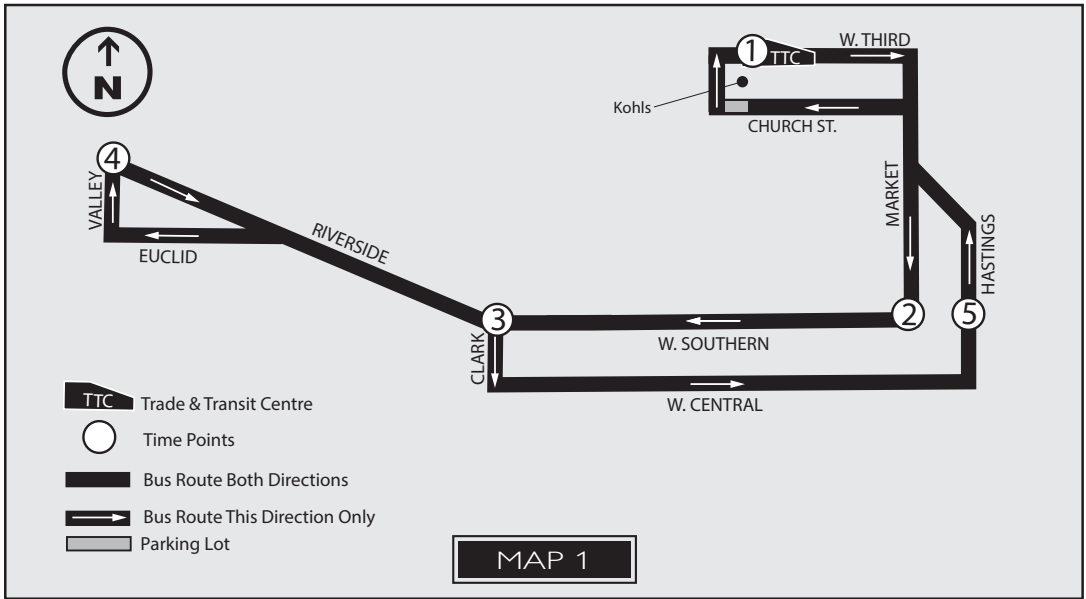 N
1
TTC
W. THIRD
Kohls
CHURCH ST.
4
VALLEY
MARKET
EUCLID
RIVERSIDE
HASTINGS
3
2
5
CLARK
W. SOUTHERN
W. CENTRAL
TTC Trade & Transit Centre
Time Points
Bus Route Both Directions
Bus Route This Direction Only
Parking Lot
MAP 1